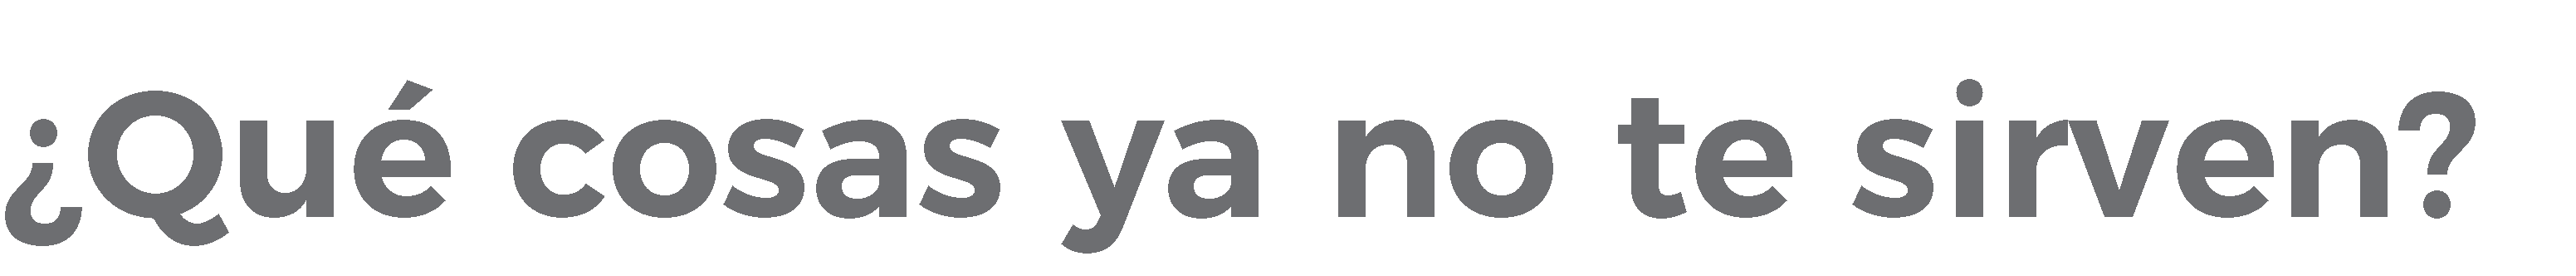 ¿Qué cosas ya no te sirven?